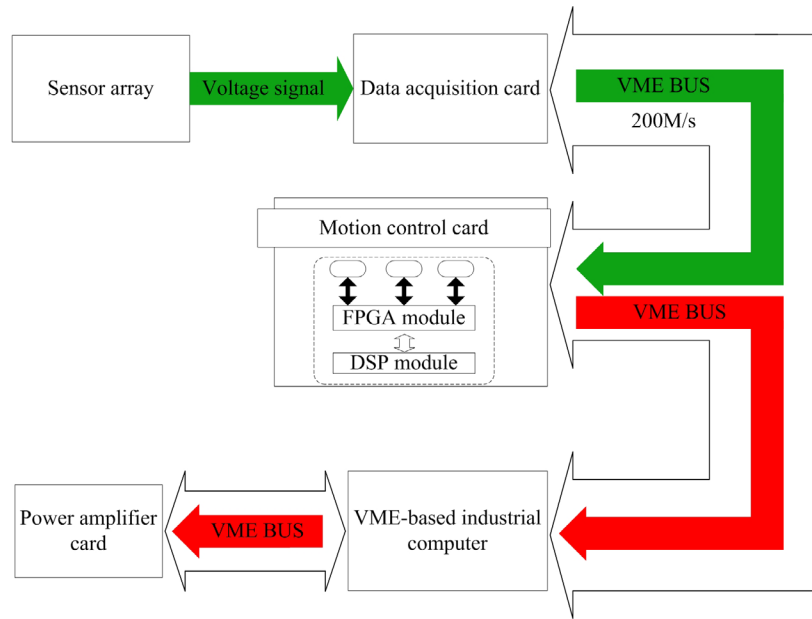 Sensor array
Voltage signal
Data acquisition card
VME BUS
200M/s
Motion control card
FPGA module
DSP module
VME BUS
Power amplifier
card
VME BUS
VME-based industrial
computer